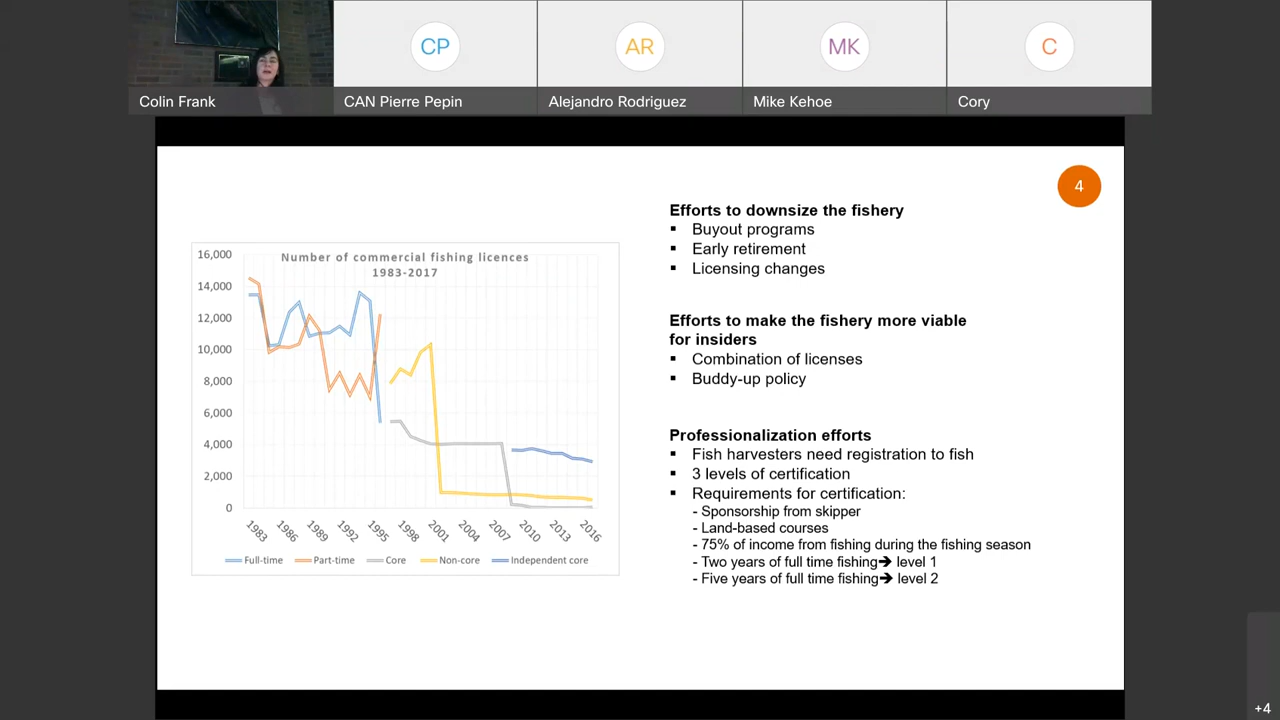 CP
AR
MK
C
Colin Frank
CAN Pierre Pepin
Alejandro Rodriguez
Mike Kehoe
Cory
4
Number of commercial fishing licences
1983-2017
16,000
14,000
12,000
10,000
8,000
6,000
4,000
2,000
0
1983
1986
1989
1992
1995
1998
2001
2004
2007
2010
2013
2016
Full-time
Part-time
Core
Non-core
Independent core
Efforts to downsize the fishery
▪ Buyout programs
▪ Early retirement
▪ Licensing changes
Efforts to make the fishery more viable
for insiders
▪ Combination of licenses
▪ Buddy-up policy
Professionalization efforts
▪ Fish harvesters need registration to fish
▪ 3 levels of certification
▪ Requirements for certification:
- Sponsorship from skipper
- Land-based courses
- 75% of income from fishing during the fishing season
- Two years of full time fishing➔ level 1
- Five years of full time fishing➔ level 2
+4